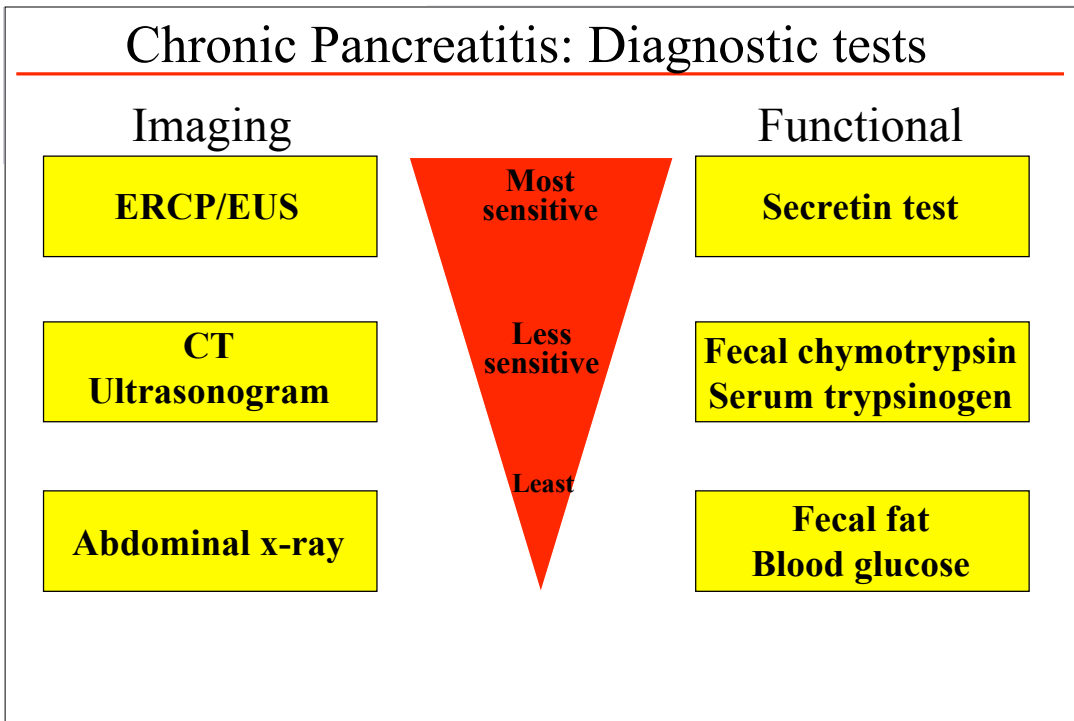 Chronic Pancreatitis: Diagnostic tests
Imaging
Functional
ERCP/EUS
Most
sensitive
Secretin test
CT
Ultrasonogram
Less
sensitive
Fecal chymotrypsin
Serum trypsinogen
Abdominal x-ray
Least
Fecal fat
Blood glucose